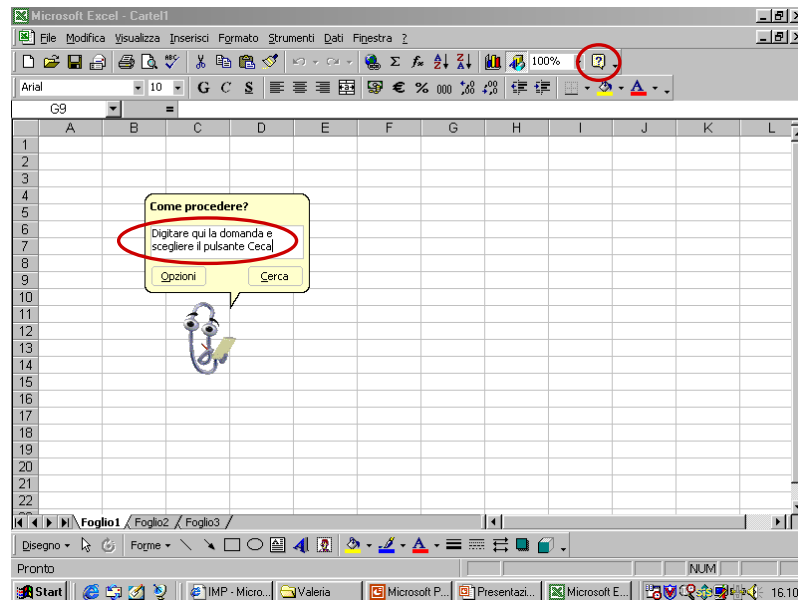 Microsoft Excel - Cartel1
File Modifica Visualizza Inserisci Formato Strumenti Dati Finestra ?
100%
Arial 10 G C S € % 000
G9 =
A B C D E F G H I J K L
1
2
3
4
5
6
7
8
9
10
11
12
13
14
15
16
17
18
19
20
21
22
Come procedere?
Digitare qui la domanda e
scegliere il pulsante Ceca
Opzioni Cerca
Foglio1 Foglio2 Foglio3
Disegno Forme
Pronto NUM
Start IMP - Micro... Valeria Microsoft P... Presentazi... Microsoft E... 16.10